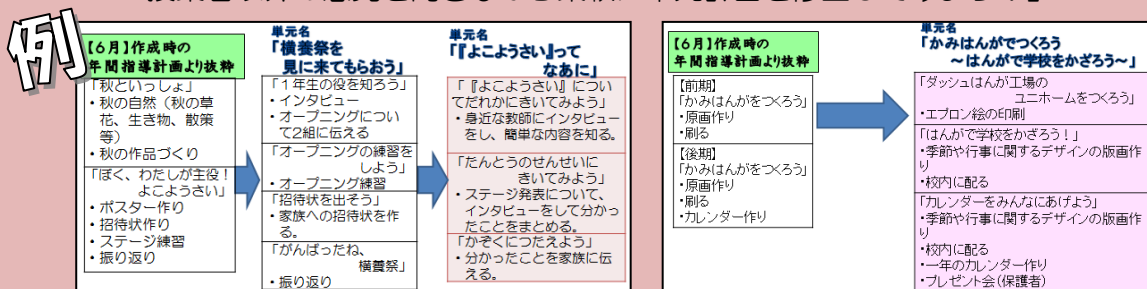 例
【6月】作成時の
年間指導計画より抜粋
「秋といっしょ」
・秋の自然（秋の草
花、生き物、散策
等）
・秋の作品づくり
「ぼく、わたしが主役！
よこようさい」
・ポスター作り
・招待状作り
・ステージ練習
・振り返り
単元名
「横養祭を
見に来てもらおう」
「1年生の役を知ろう」
・インタビュー
・オープニングについ
て2組に伝える
「オープニングの練習を
しよう」
・オープニング練習
「招待状を出そう」
・家族への招待状を作
る。
「がんばったね、
横養祭」
・振り返り
単元名
「『よこようさい』って
なあに」
「『よこようさい』につい
てだれかにきいてみよう」
・身近な教師にインタビュー
をし、簡単な内容を知る。
「たんとうのせんせいに
きいてみよう」
・ステージ発表について、
インタビューをして分かっ
たことをまとめる。
「かぞくにつたえよう」
・分かったことを家族に伝
える。
【6月】作成時の
年間指導計画より抜粋
【前期】
「かみはんがをつくろう」
・原画作り
・刷る
【後期】
「かみはんがをつくろう」
・原画作り
・刷る
・カレンダー作り
単元名
「かみはんがでつくろう
～はんがで学校をかざろう～」
「ダッシュはんが工場の
ユニホームをつくろう」
・エプロン絵の印刷
「はんがで学校をかざろう！」
・季節や行事に関するデザインの版画作
り
・校内に配る
「カレンダーをみんなにあげよう」
・季節や行事に関するデザインの版画作
り
・校内に配る
・一年のカレンダー作り
・プレゼント会（保護者）